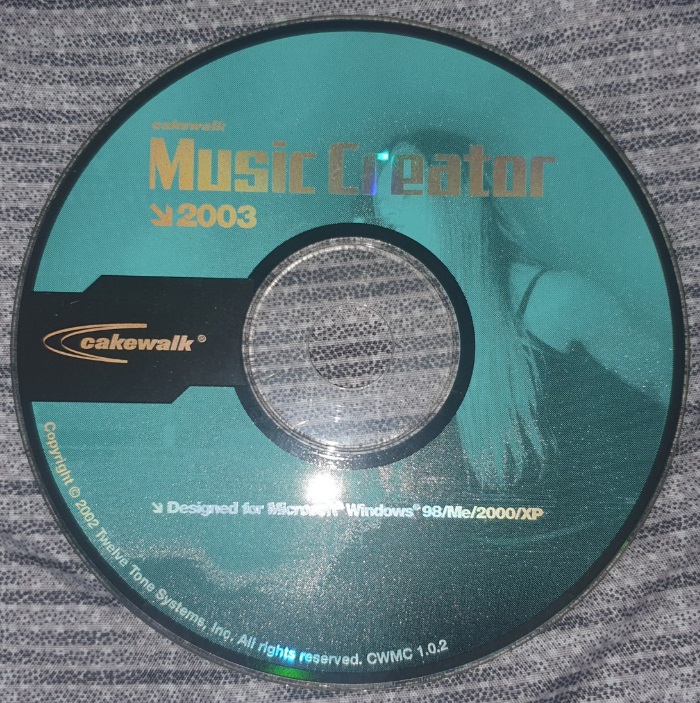 cakewalk
Music Creator
2003
cakewalk®
Designed for Microsoft® Windows® 98/Me/2000/XP
Copyright © 2002 Twelve Tone Systems, Inc. All rights reserved. CWMC 1.0.2